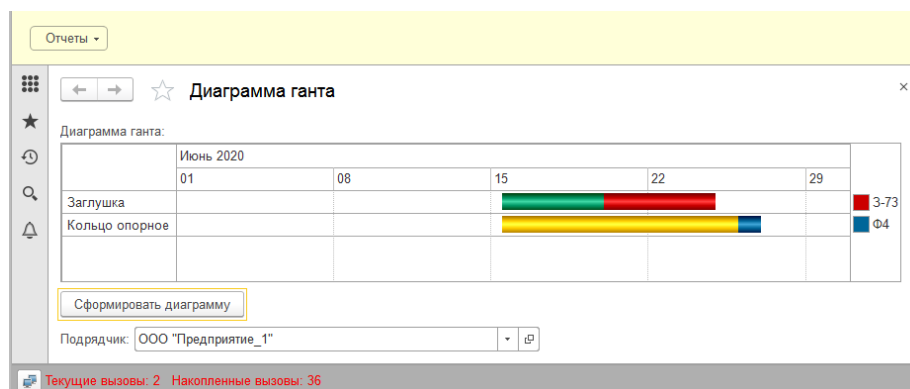 Отчеты
Диаграмма ганта
Диаграмма ганта:
Июнь 2020
01 08 15 22 29
Заглушка
З-73
Кольцо опорное
Ф4
Сформировать диаграмму
Подрядчик: ООО "Предприятие_1"
Текущие вызовы: 2 Накопленные вызовы: 36